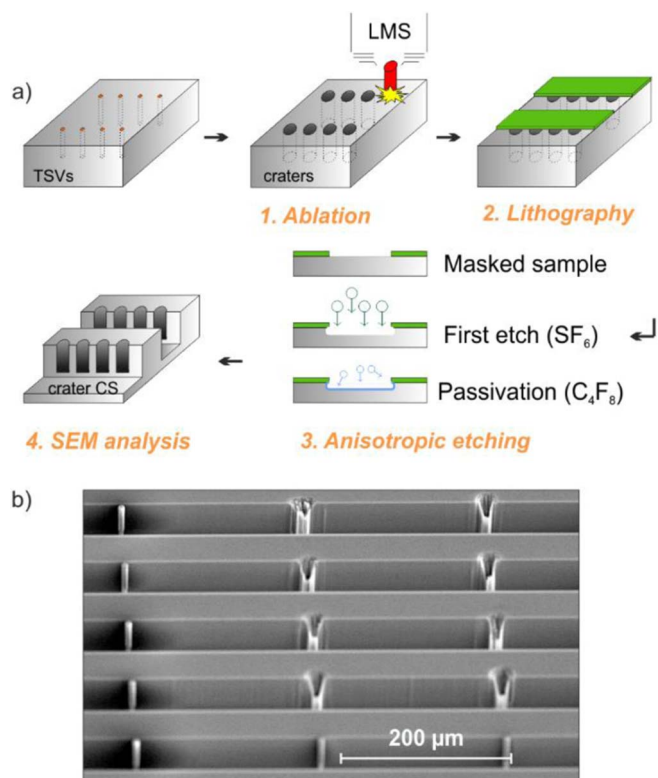 a)
LMS
TSVs
craters
1. Ablation
2. Lithography
Masked sample
First etch (SF₆)
Passivation (C₄F₈)
crater CS
4. SEM analysis
3. Anisotropic etching
b)
200 µm